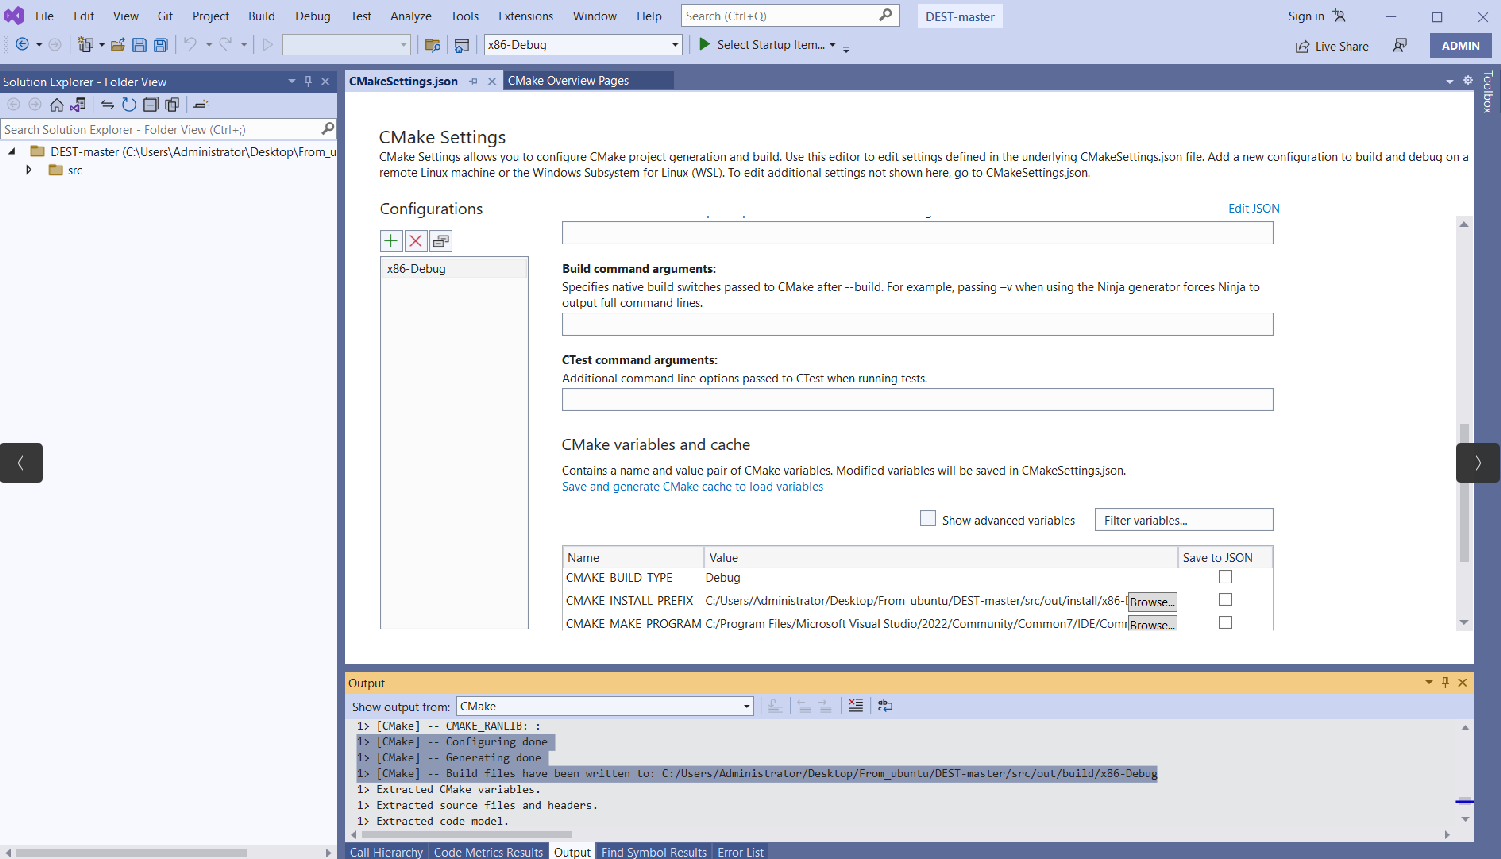 File Edit View Git Project Build Debug Test Analyze Tools Extensions Window Help Search (Ctrl+Q) DEST-master Sign in
x86-Debug Select Startup Item... Live Share ADMIN
Solution Explorer - Folder View
Search Solution Explorer - Folder View (Ctrl+;)
DEST-master (C:\Users\Administrator\Desktop\From_u
src
CMakeSettings.json CMake Overview Pages
Toolbox
CMake Settings
CMake Settings allows you to configure CMake project generation and build. Use this editor to edit settings defined in the underlying CMakeSettings.json file. Add a new configuration to build and debug on a
remote Linux machine or the Windows Subsystem for Linux (WSL). To edit additional settings not shown here, go to CMakeSettings.json.
Configurations
Edit JSON
x86-Debug
Build command arguments:
Specifies native build switches passed to CMake after --build. For example, passing –v when using the Ninja generator forces Ninja to
output full command lines.
CTest command arguments:
Additional command line options passed to CTest when running tests.
CMake variables and cache
Contains a name and value pair of CMake variables. Modified variables will be saved in CMakeSettings.json.
Save and generate CMake cache to load variables
Show advanced variables Filter variables...
Name Value Save to JSON
CMAKE_BUILD_TYPE Debug
CMAKE_INSTALL_PREFIX C:/Users/Administrator/Desktop/From_ubuntu/DEST-master/src/out/install/x86-D Browse...
CMAKE_MAKE_PROGRAM C:/Program Files/Microsoft Visual Studio/2022/Community/Common7/IDE/Comm Browse...
Output
Show output from: CMake
1> [CMake] -- CMAKE_RANLIB: :
1> [CMake] -- Configuring done
1> [CMake] -- Generating done
1> [CMake] -- Build files have been written to: C:/Users/Administrator/Desktop/From_ubuntu/DEST-master/src/out/build/x86-Debug
1> Extracted CMake variables.
1> Extracted source files and headers.
1> Extracted code model.
Call Hierarchy Code Metrics Results Output Find Symbol Results Error List